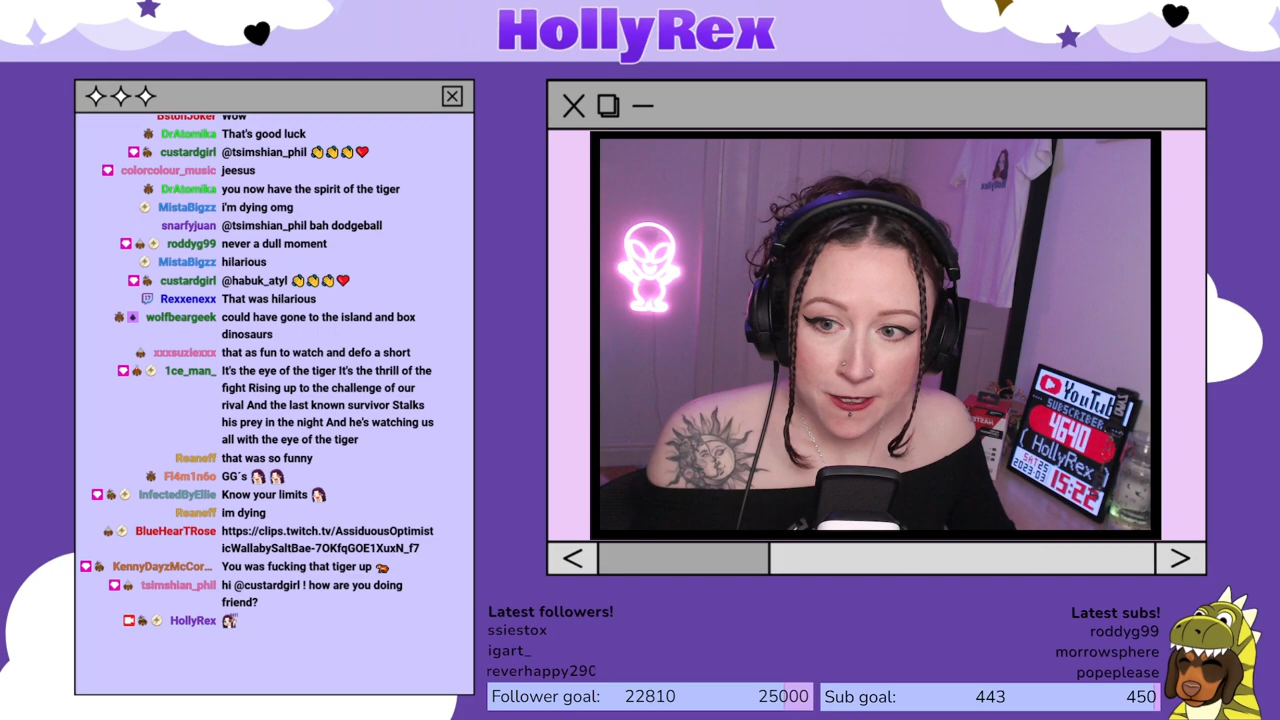 HollyRex
BstonJoker wow
DrAtomika That's good luck
custardgirl @tsimshian_phil
colorcolour_music jeesus
DrAtomika you now have the spirit of the tiger
MistaBigzz i'm dying omg
snarfyjuan @tsimshian_phil bah dodgeball
roddyg99 never a dull moment
MistaBigzz hilarious
custardgirl @habuk_atyl
Rexxenexx That was hilarious
wolfbeargeek could have gone to the island and box
dinosaurs
xxxsuziexxx that as fun to watch and defo a short
1ce_man_ It's the eye of the tiger It's the thrill of the
fight Rising up to the challenge of our
rival And the last known survivor Stalks
his prey in the night And he's watching us
all with the eye of the tiger
Reaneff that was so funny
Fl4m1n6o GG´s
InfectedByEllie Know your limits
Reaneff im dying
BlueHearTRose https://clips.twitch.tv/AssiduousOptimist
icWallabySaltBae-7OKfqGOE1XuxN_f7
KennyDayzMcCor... You was fucking that tiger up
tsimshian_phil hi @custardgirl ! how are you doing
friend?
HollyRex
HollyRex
YouTube
SUBSCRIBER
4640
HollyRex
SAT 25
2023:03
15:22
Latest followers!
ssiestox
igart_
reverhappy290
Latest subs!
roddyg99
morrowsphere
popeplease
Follower goal: 22810 25000
Sub goal: 443 450